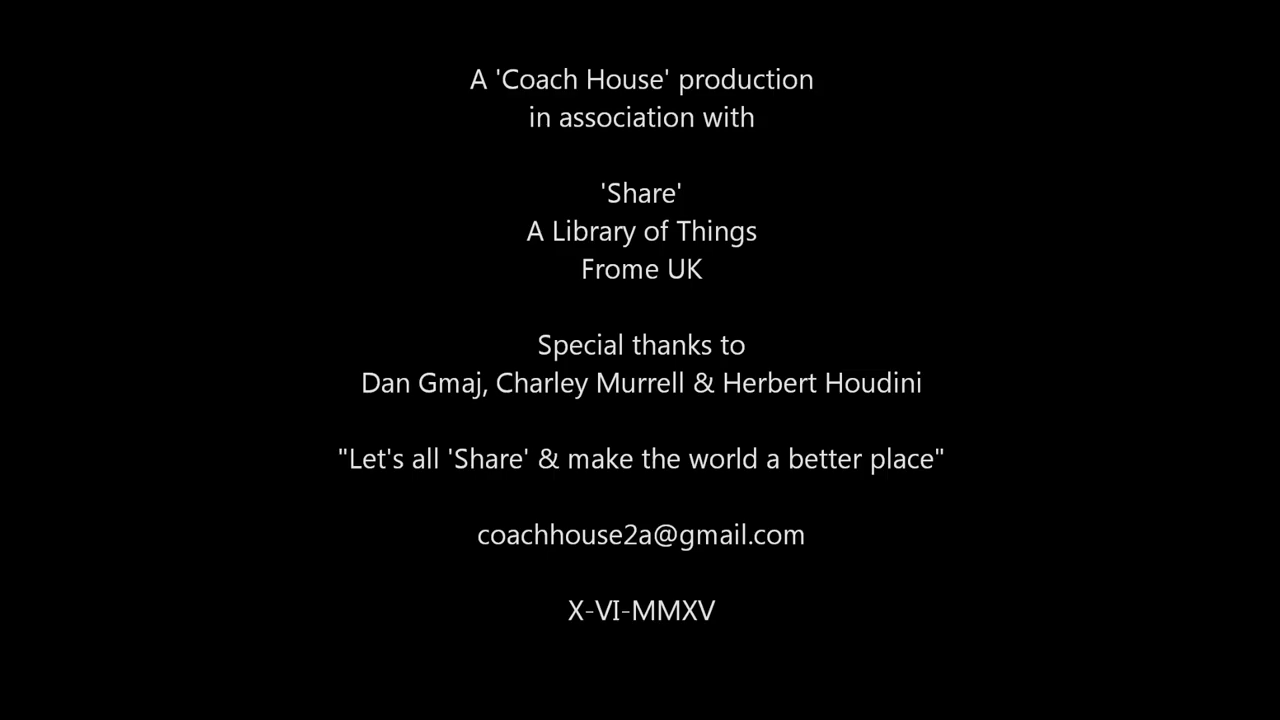 A 'Coach House' production
in association with
'Share'
A Library of Things
Frome UK
Special thanks to
Dan Gmaj, Charley Murrell & Herbert Houdini
"Let's all 'Share' & make the world a better place"
coachhouse2a@gmail.com
X-VI-MMXV